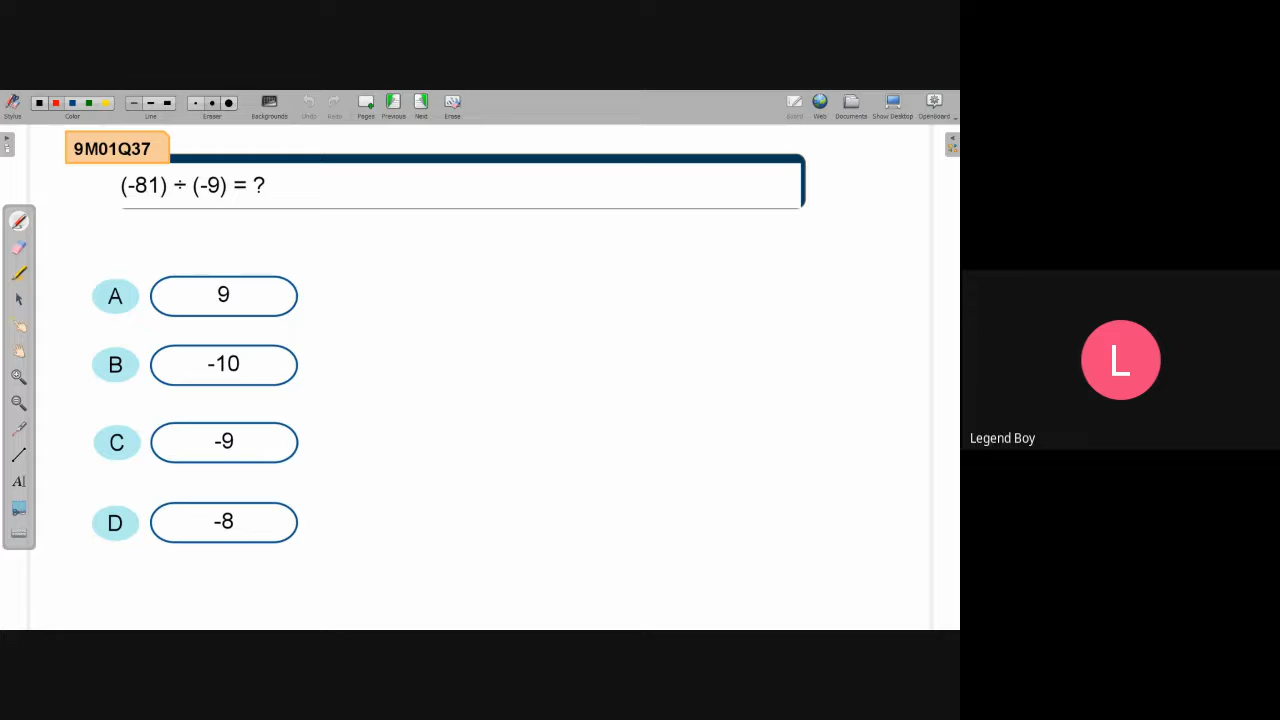 Stylus Color Line Eraser Backgrounds Undo Redo Pages Previous Next Erase Board Web Documents Show Desktop OpenBoard
9M01Q37
(-81) ÷ (-9) = ?
A 9
B -10
C -9
D -8
AI
L
Legend Boy